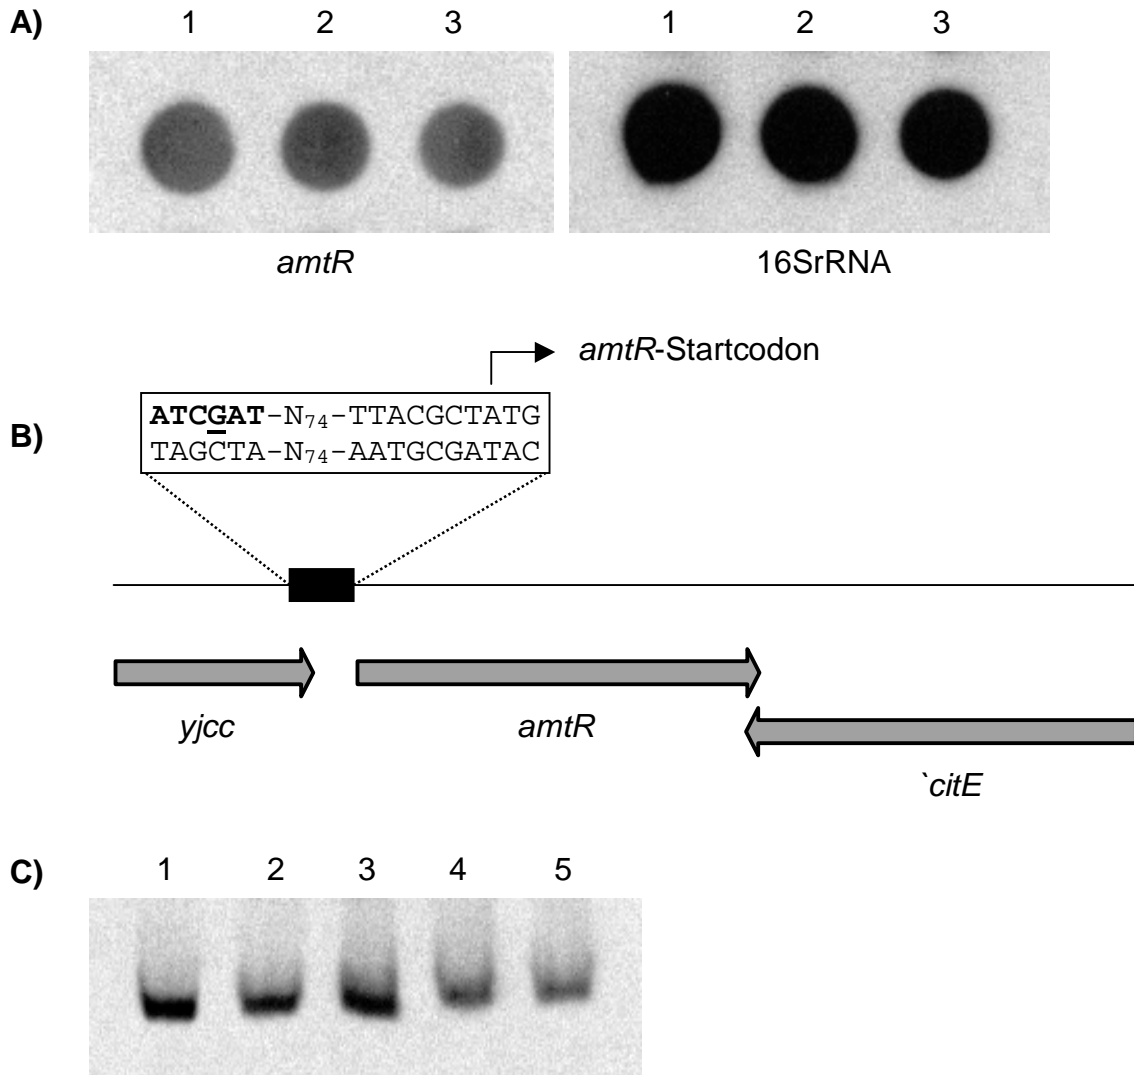 A)
1 2 3 1 2 3
amtR 16SrRNA
amtR-Startcodon
B)
ATCGAT-N74-TTACGCTATG
TAGCTA-N74-AATGCGATAC
yjcc amtR
`citE
C)
1 2 3 4 5